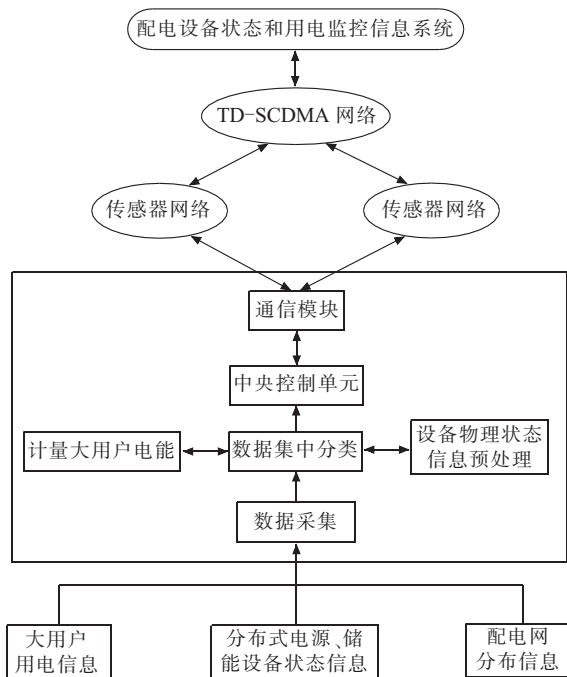 配电设备状态和用电监控信息系统
TD-SCDMA 网络
传感器网络
传感器网络
通信模块
中央控制单元
计量大用户电能
数据集中分类
设备物理状态
信息预处理
数据采集
大用户
用电信息
分布式电源、储
能设备状态信息
配电网
分布信息